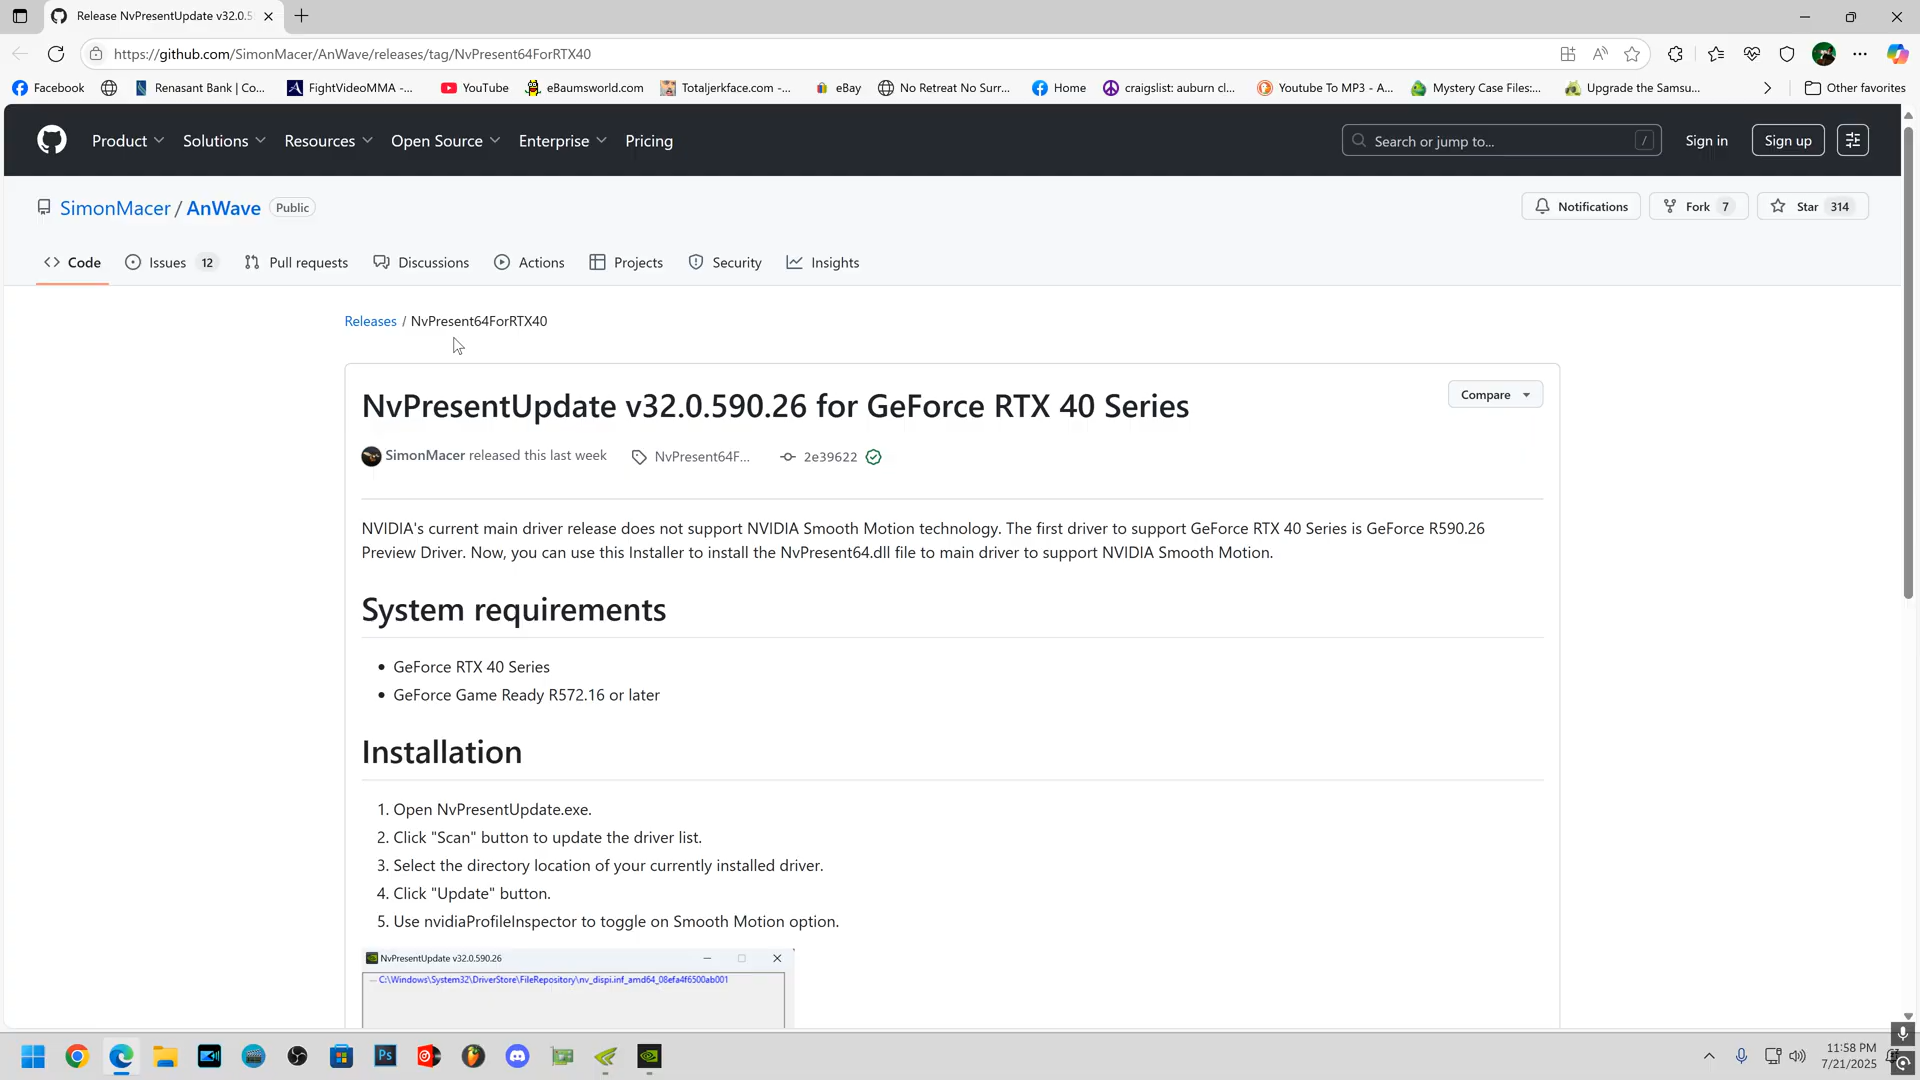 Release NvPresentUpdate v32.0.5
https://github.com/SimonMacer/AnWave/releases/tag/NvPresent64ForRTX40
Facebook
Renasant Bank | Co...
FightVideoMMA -...
YouTube
eBaumsworld.com
Totaljerkface.com -...
eBay
No Retreat No Surr...
Home
craigslist: auburn cl...
Youtube To MP3 - A...
Mystery Case Files:...
Upgrade the Samsu...
Other favorites
Product
Solutions
Resources
Open Source
Enterprise
Pricing
Search or jump to...
/
Sign in
Sign up
SimonMacer / AnWave
Public
Notifications
Fork 7
Star 314
Code
Issues 12
Pull requests
Discussions
Actions
Projects
Security
Insights
Releases / NvPresent64ForRTX40
NvPresentUpdate v32.0.590.26 for GeForce RTX 40 Series
Compare
SimonMacer released this last week
NvPresent64F...
2e39622
NVIDIA's current main driver release does not support NVIDIA Smooth Motion technology. The first driver to support GeForce RTX 40 Series is GeForce R590.26
Preview Driver. Now, you can use this Installer to install the NvPresent64.dll file to main driver to support NVIDIA Smooth Motion.
System requirements
• GeForce RTX 40 Series
• GeForce Game Ready R572.16 or later
Installation
1. Open NvPresentUpdate.exe.
2. Click "Scan" button to update the driver list.
3. Select the directory location of your currently installed driver.
4. Click "Update" button.
5. Use nvidiaProfileInspector to toggle on Smooth Motion option.
NvPresentUpdate v32.0.590.26
C:\Windows\System32\DriverStore\FileRepository\nv_dispi.inf_amd64_08efa4f6500ab001
Ps
11:58 PM
7/21/2025